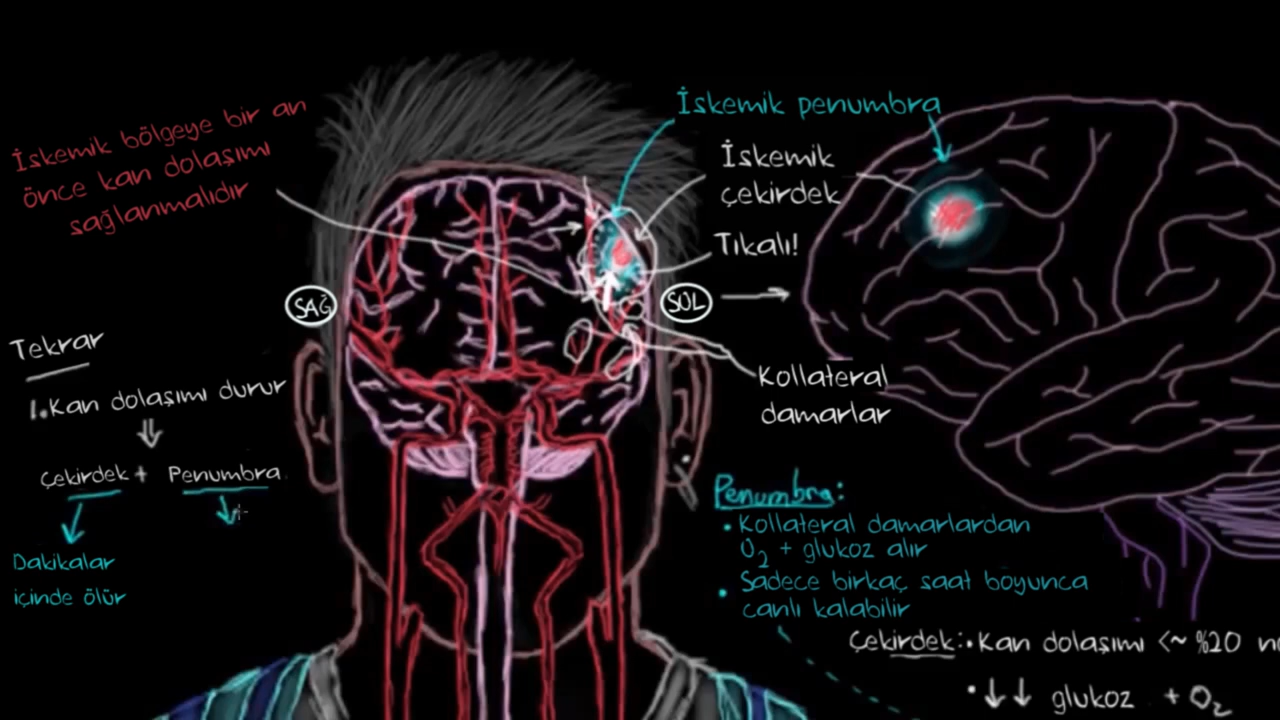 İskemik bölgeye bir an
önce kan dolaşımı
sağlanmalıdır
İskemik penumbra
İskemik
çekirdek
Tıkalı!
SAĞ
SOL
Kollateral
damarlar
Tekrar
1. Kan dolaşımı durur
Çekirdek + Penumbra
Dakikalar
içinde ölür
Penumbra:
• Kollateral damarlardan
O₂ + glukoz alır
• Sadece birkaç saat boyunca
canlı kalabilir
Çekirdek: • Kan dolaşımı <~ %20
• ↓↓ glukoz + O₂